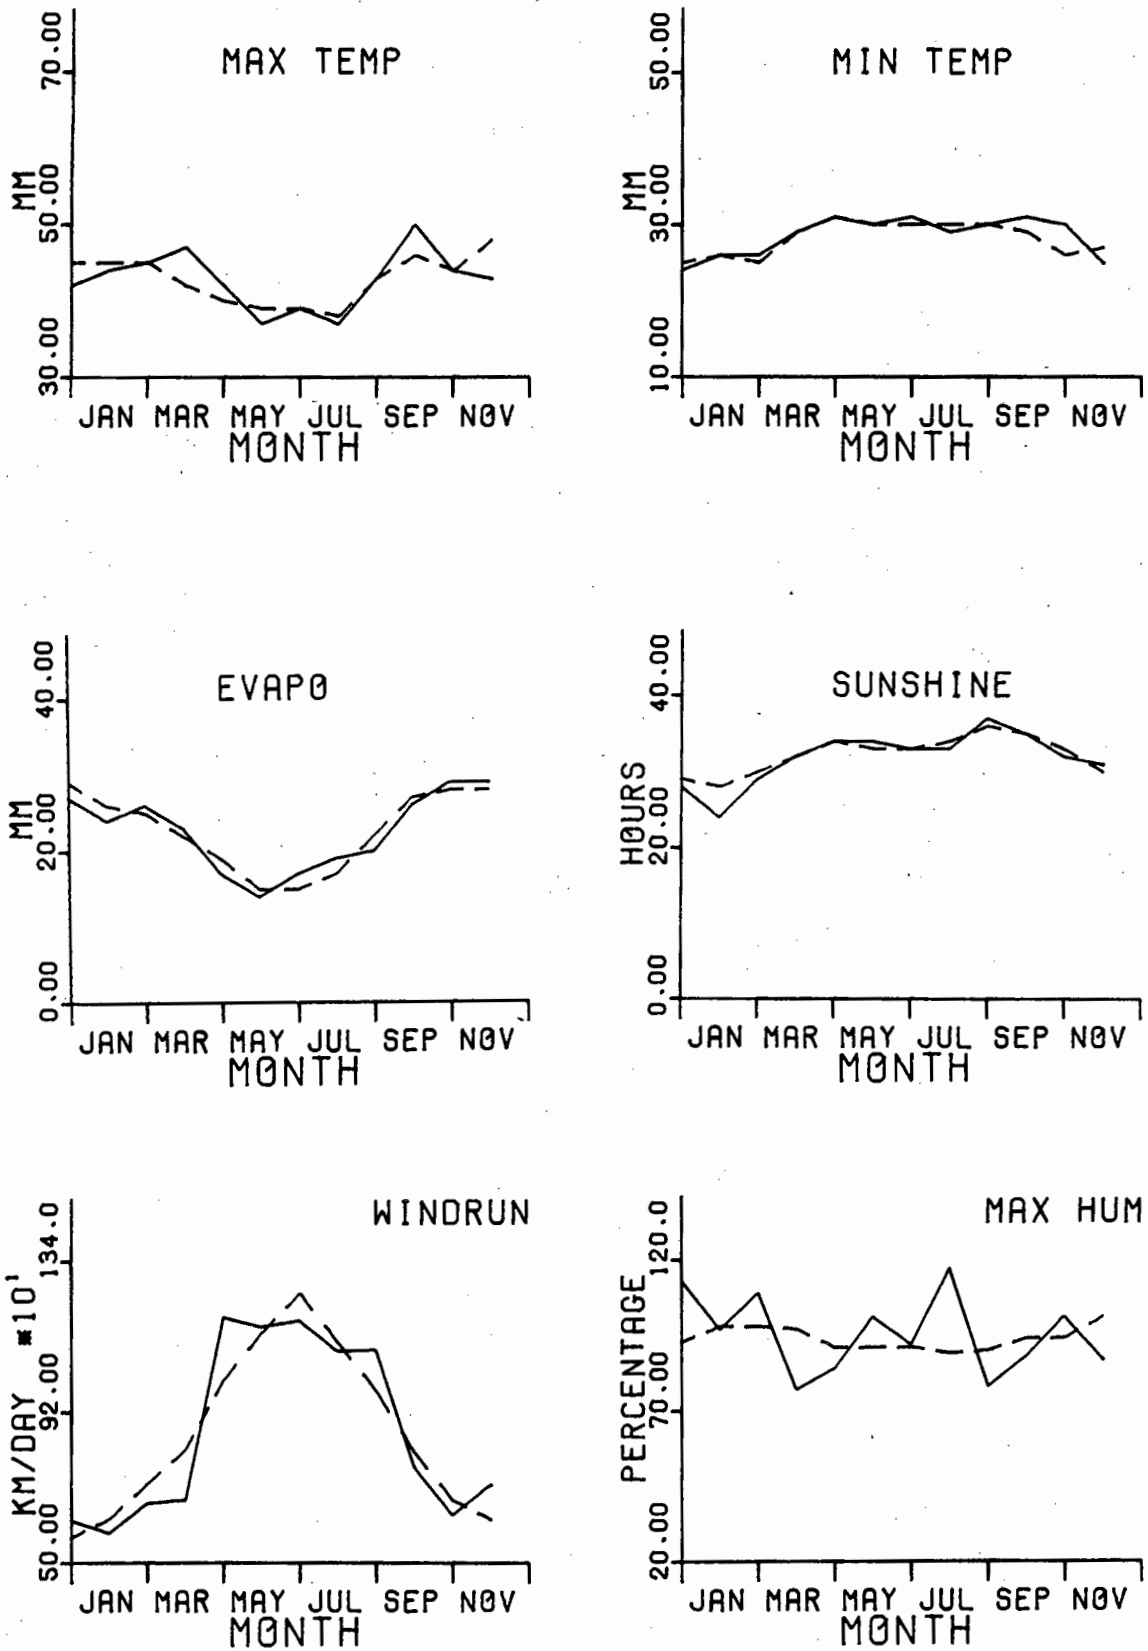 MAX TEMP
70.00
50.00
30.00
MM
JAN MAR MAY JUL SEP NOV
MONTH
MIN TEMP
50.00
30.00
10.00
MM
JAN MAR MAY JUL SEP NOV
MONTH
EVAPO
40.00
20.00
0.00
MM
JAN MAR MAY JUL SEP NOV
MONTH
SUNSHINE
40.00
20.00
0.00
HOURS
JAN MAR MAY JUL SEP NOV
MONTH
WINDRUN
134.0
92.00
50.00
KM/DAY *10¹
JAN MAR MAY JUL SEP NOV
MONTH
MAX HUM
120.0
70.00
20.00
PERCENTAGE
JAN MAR MAY JUL SEP NOV
MONTH